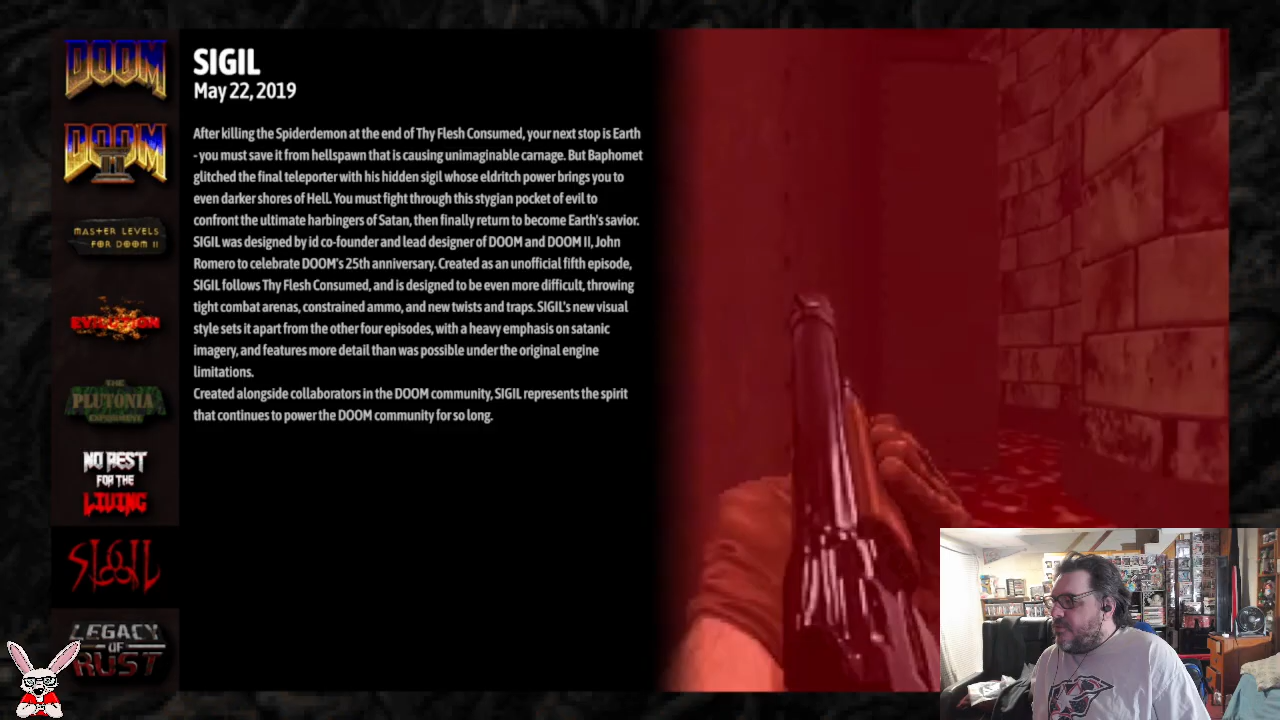 DOOM
DOOM
II
MASTER LEVELS
FOR DOOM II
EVILUTION
THE
PLUTONIA
EXPERIMENT
NO REST
FOR THE
LIVING
SIGIL
LEGACY
OF
RUST
SIGIL
May 22, 2019
After killing the Spiderdemon at the end of Thy Flesh Consumed, your next stop is Earth
- you must save it from hellspawn that is causing unimaginable carnage. But Baphomet
glitched the final teleporter with his hidden sigil whose eldritch power brings you to
even darker shores of Hell. You must fight through this stygian pocket of evil to
confront the ultimate harbingers of Satan, then finally return to become Earth's savior.
SIGIL was designed by id co-founder and lead designer of DOOM and DOOM II, John
Romero to celebrate DOOM's 25th anniversary. Created as an unofficial fifth episode,
SIGIL follows Thy Flesh Consumed, and is designed to be even more difficult, throwing
tight combat arenas, constrained ammo, and new twists and traps. SIGIL's new visual
style sets it apart from the other four episodes, with a heavy emphasis on satanic
imagery, and features more detail than was possible under the original engine
limitations.
Created alongside collaborators in the DOOM community, SIGIL represents the spirit
that continues to power the DOOM community for so long.